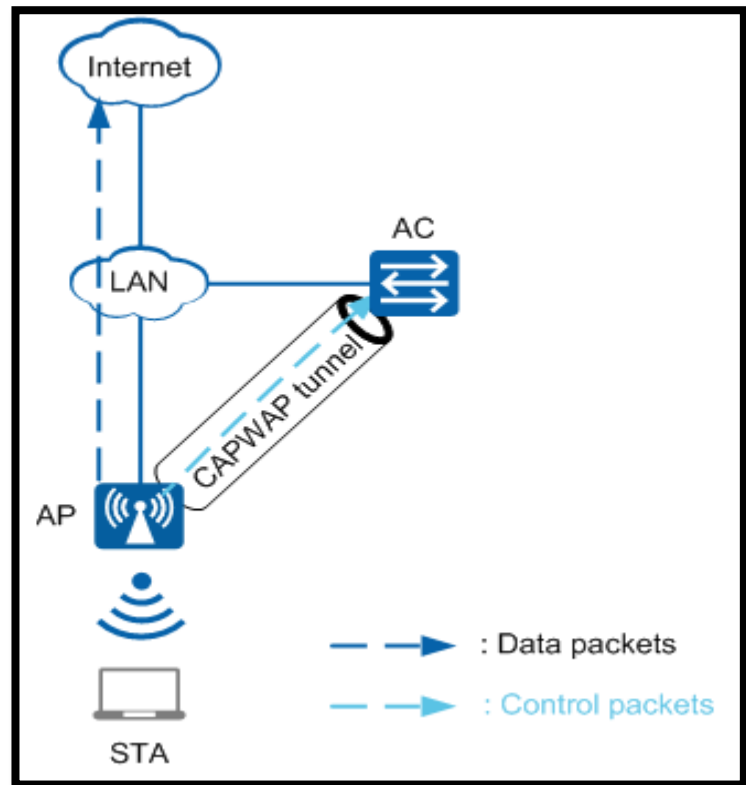 Internet
AC
LAN
CAPWAP tunnel
AP
: Data packets
: Control packets
STA